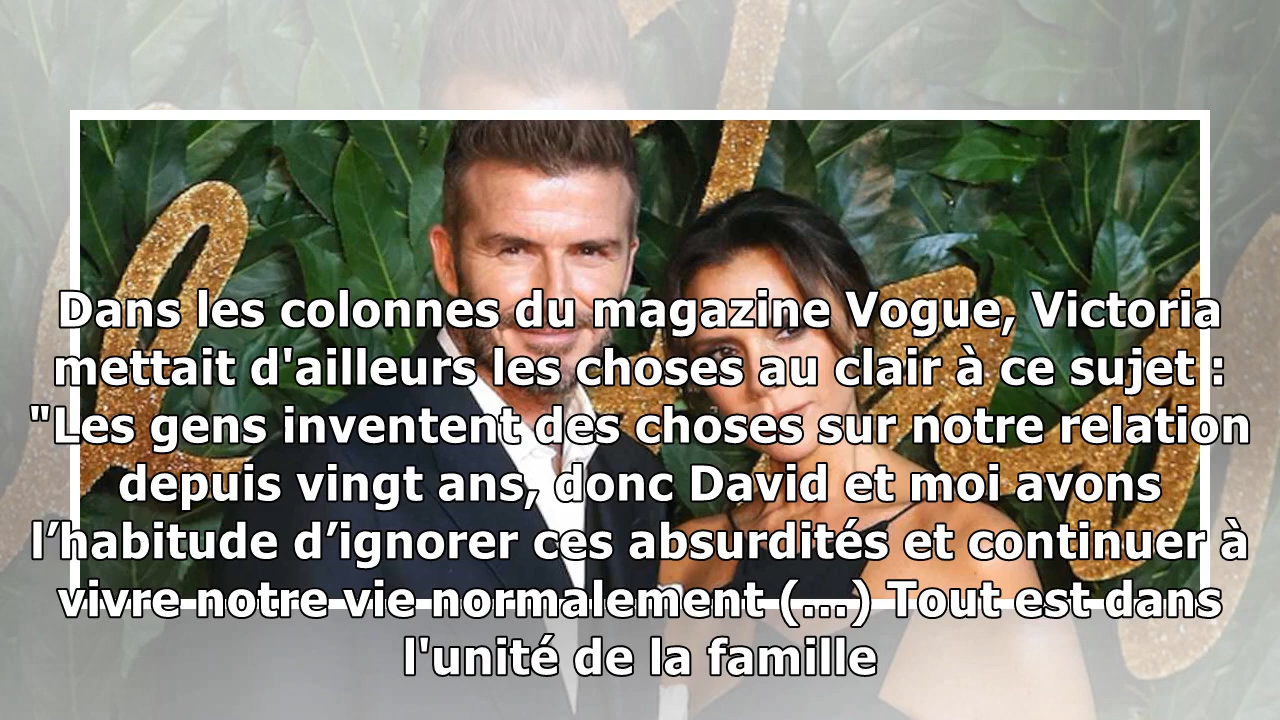 Dans les colonnes du magazine Vogue, Victoria
mettait d'ailleurs les choses au clair à ce sujet :
"Les gens inventent des choses sur notre relation
depuis vingt ans, donc David et moi avons
l’habitude d’ignorer ces absurdités et continuer à
vivre notre vie normalement (...) Tout est dans
l'unité de la famille